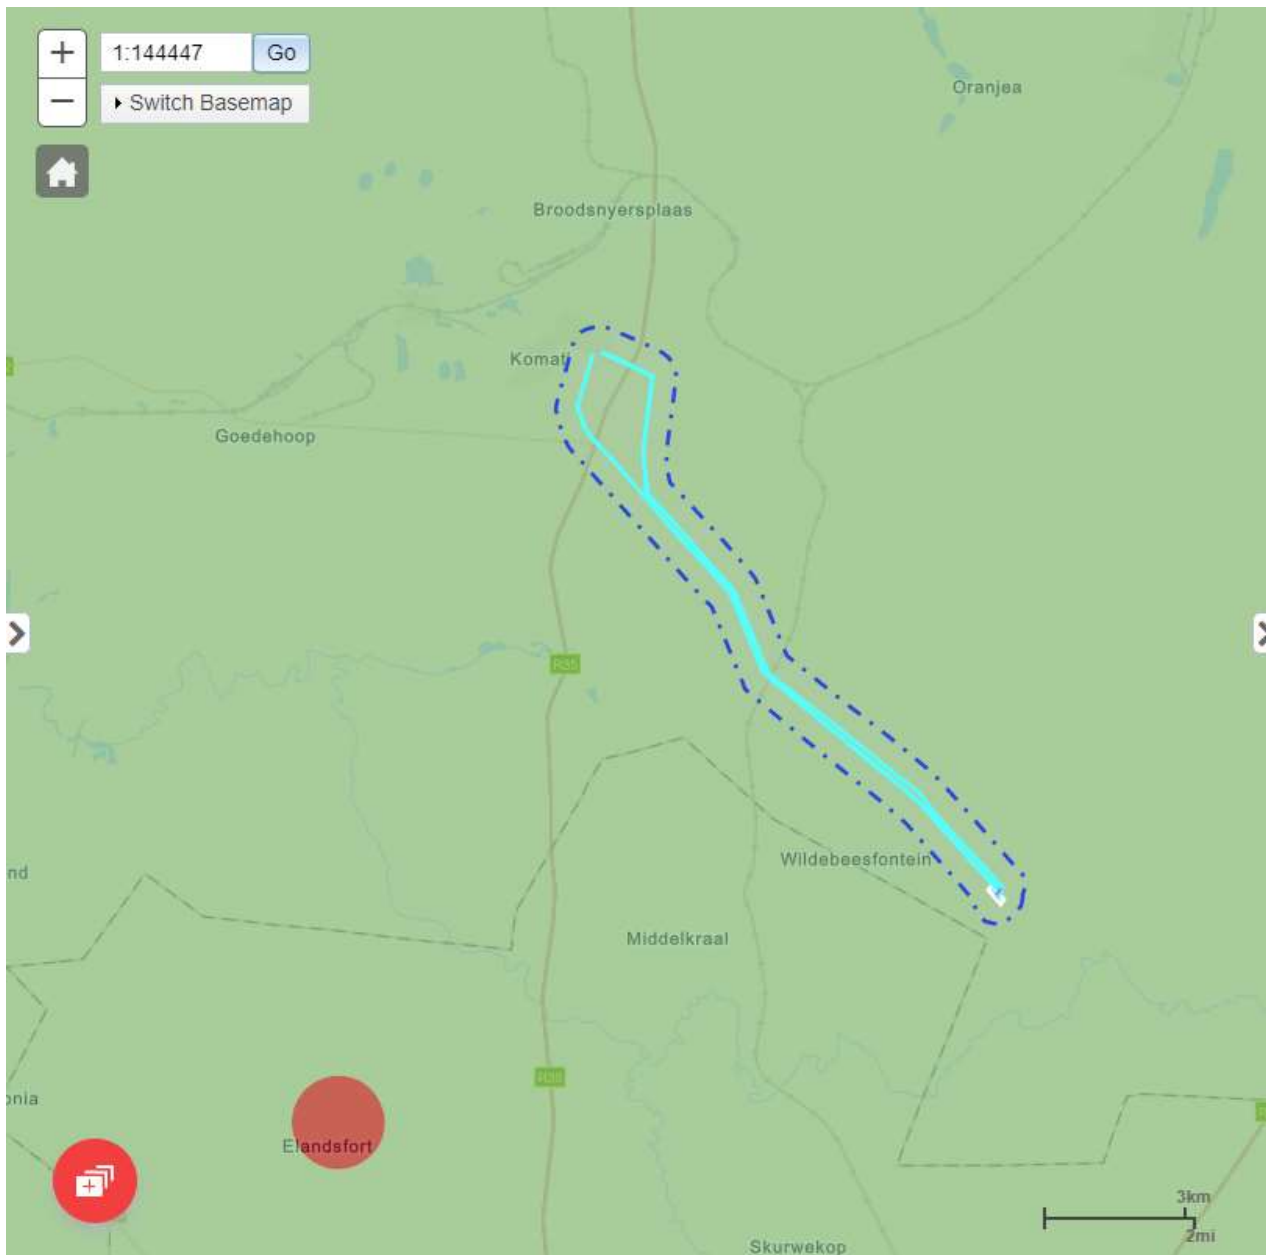 +
1:144447 Go
−
Switch Basemap
Oranjea
Broodsnyersplaas
Komati
Goedehoop
R35
Wildebeesfontein
nd
Middelkraal
R35
onia
Elandsfort
3km
2mi
Skurwekop